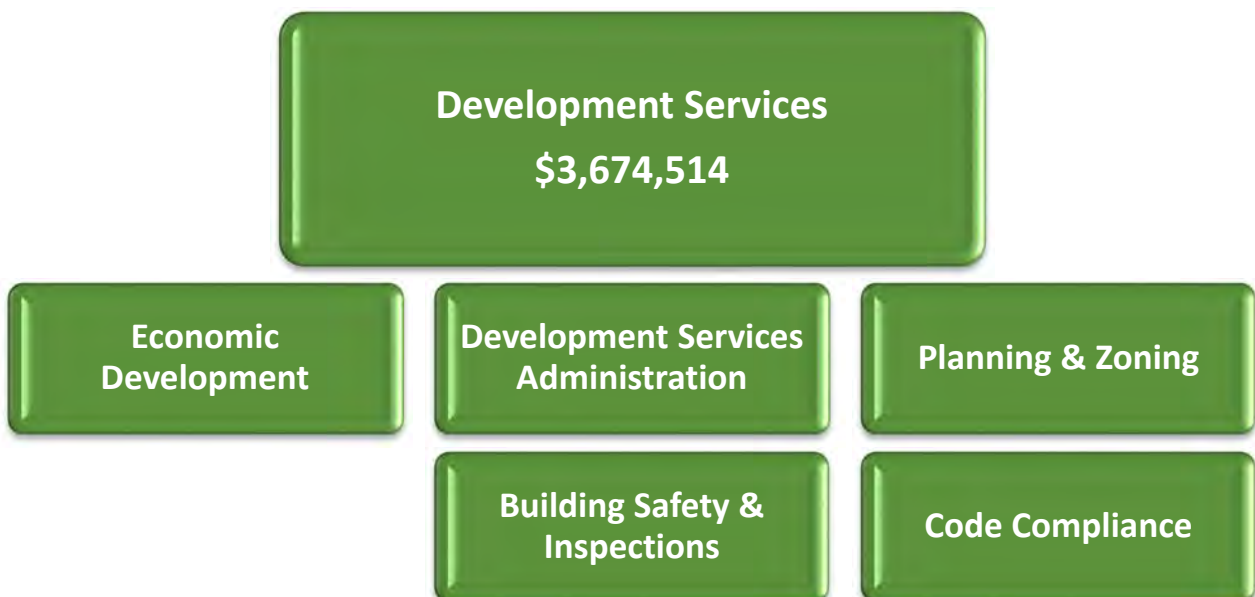 Development Services
$3,674,514
Economic
Development
Development Services
Administration
Planning & Zoning
Building Safety &
Inspections
Code Compliance